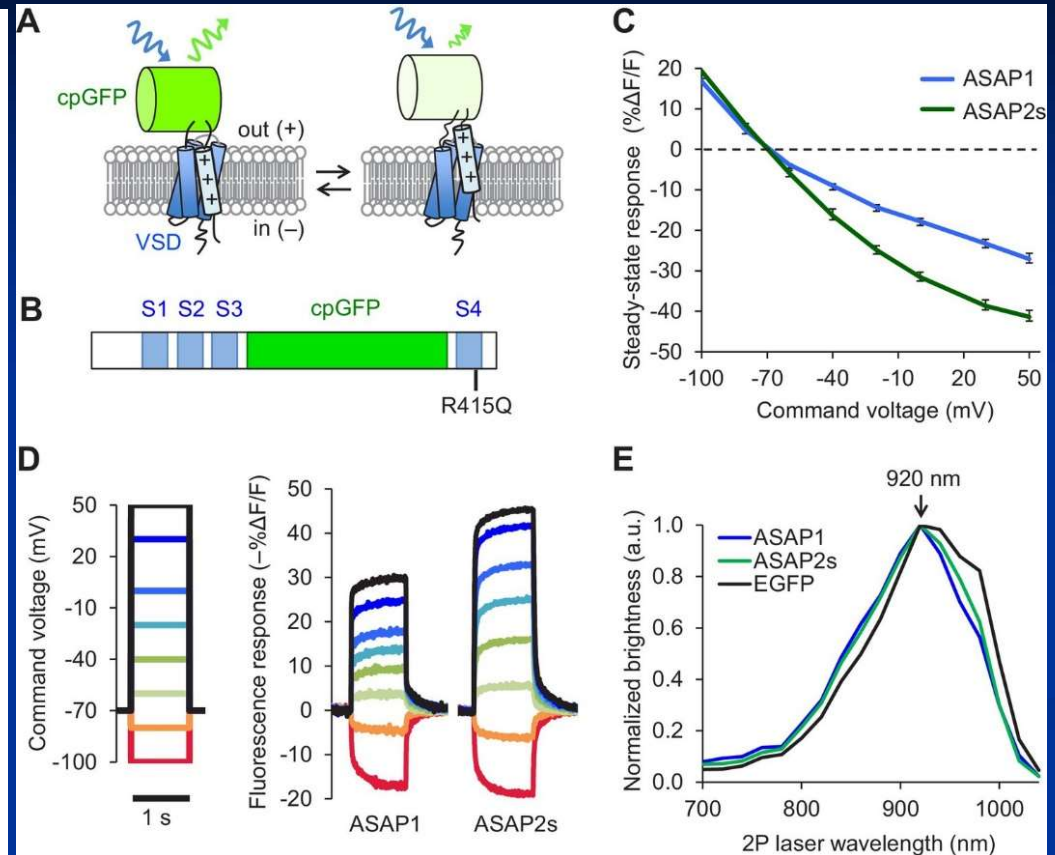 A
cpGFP
out (+)
+
+
+
+
+
+
VSD
in (–)
B
S1 S2 S3 cpGFP S4
R415Q
C
Steady-state response (%ΔF/F)
20
10
0
-10
-20
-30
-40
-50
ASAP1
ASAP2s
-100 -70 -40 -10 20 50
Command voltage (mV)
D
Command voltage (mV)
50
20
-10
-40
-70
-100
1 s
Fluorescence response (–%ΔF/F)
50
40
30
20
10
0
-10
-20
ASAP1 ASAP2s
E
920 nm
Normalized brightness (a.u.)
1.0
0.8
0.6
0.4
0.2
0.0
ASAP1
ASAP2s
EGFP
700 800 900 1000
2P laser wavelength (nm)